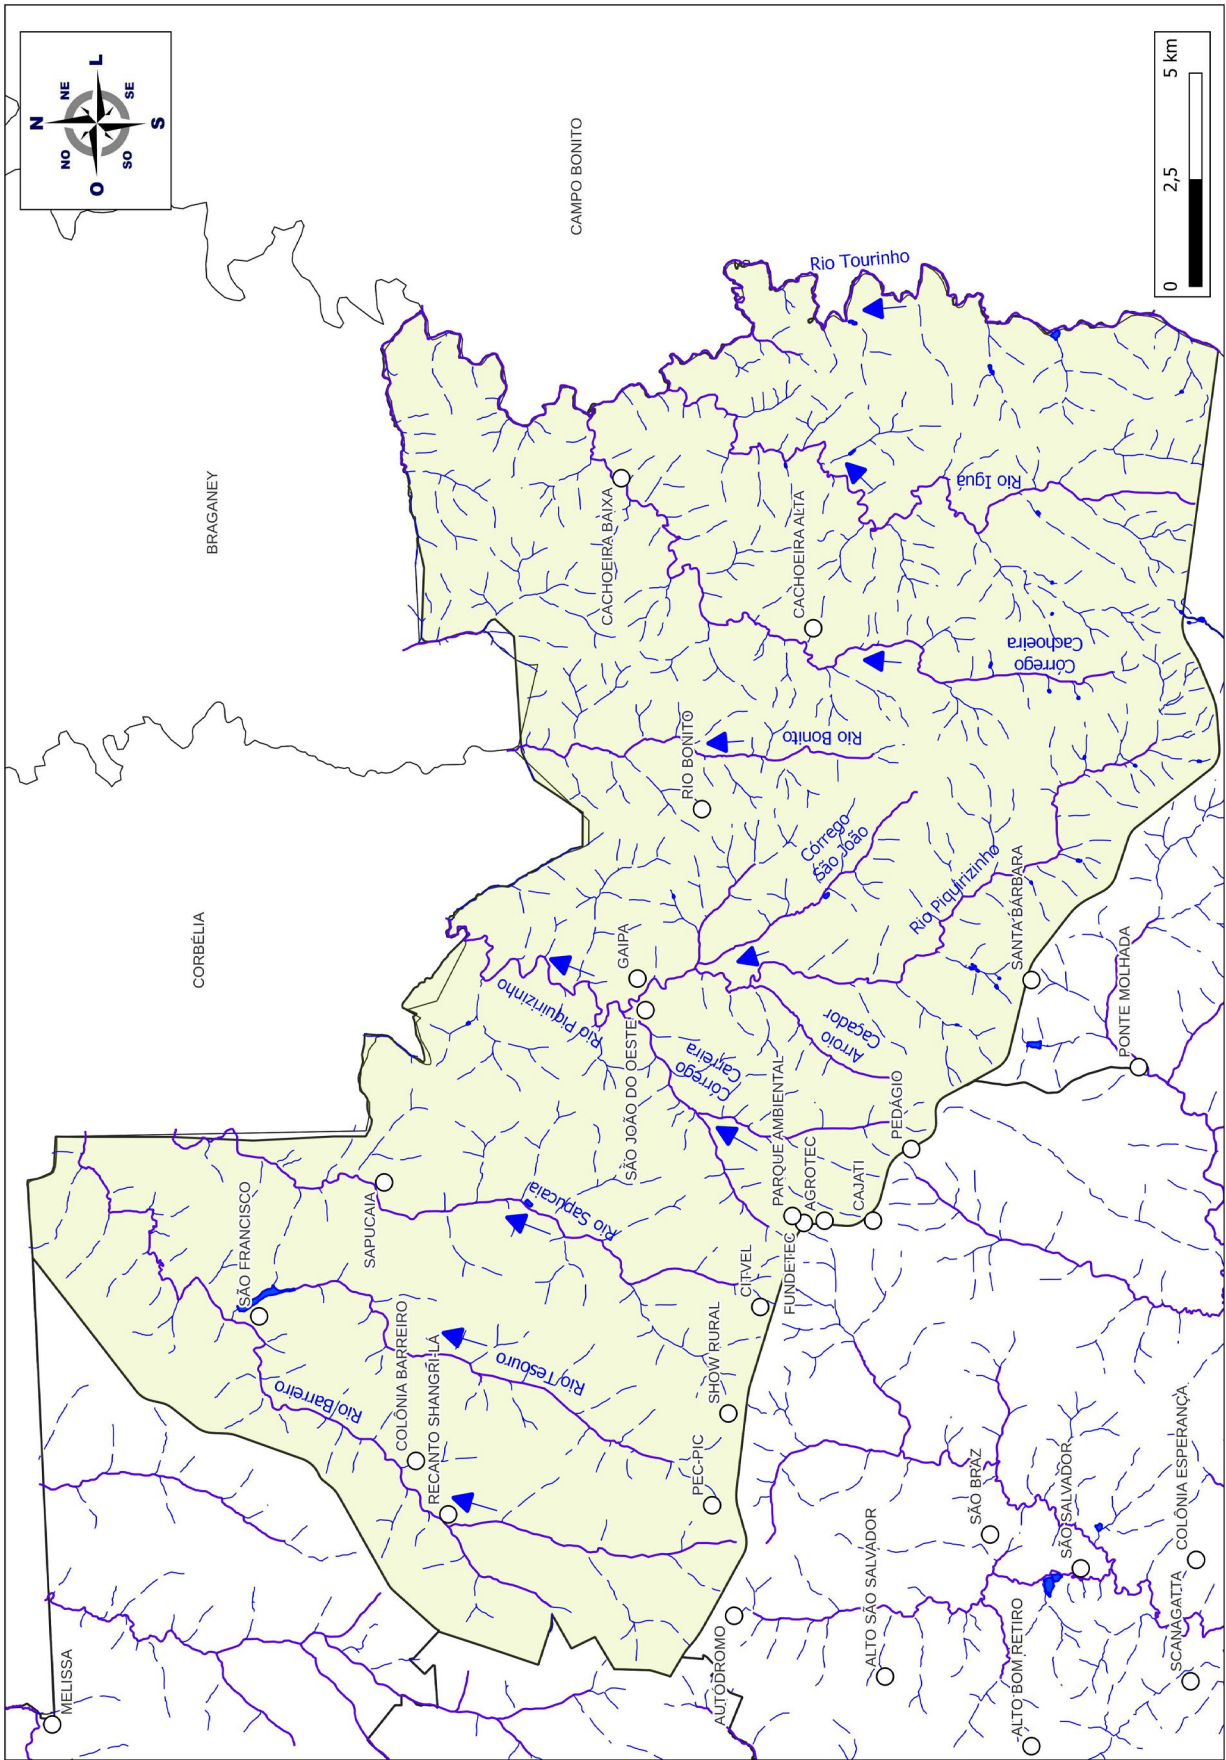 N
NE
L
SE
S
SO
O
NO
0
2,5
5 km
CAMPO BONITO
BRAGANEY
CORBÉLIA
Rio Tourinho
Rio Iguá
CACHOEIRA BAIXA
CACHOEIRA ALTA
Córrego
Cachoeira
RIO BONITO
Rio Bonito
Córrego
São João
Rio Piquirizinho
SANTA BÁRBARA
GAIPA
Rio Piquirizinho
SÃO JOÃO DO OESTE
Córrego
Carreira
Arroio
Caçador
PONTE MOLHADA
PEDÁGIO
PARQUE AMBIENTAL
AGROTEC
CAJATI
FUNDETEC
CITVEL
SÃO FRANCISCO
SAPUCAIA
Rio Sapucaia
COLÔNIA BARREIRO
RECANTO SHANGRI-LÁ
Rio Tesouro
Rio Barreiro
SHOW RURAL
PEC-PIC
AUTÓDROMO
ALTO SÃO SALVADOR
SÃO BRAZ
SÃO SALVADOR
COLÔNIA ESPERANÇA
SCANAGATTA
ALTO BOM RETIRO
MELISSA